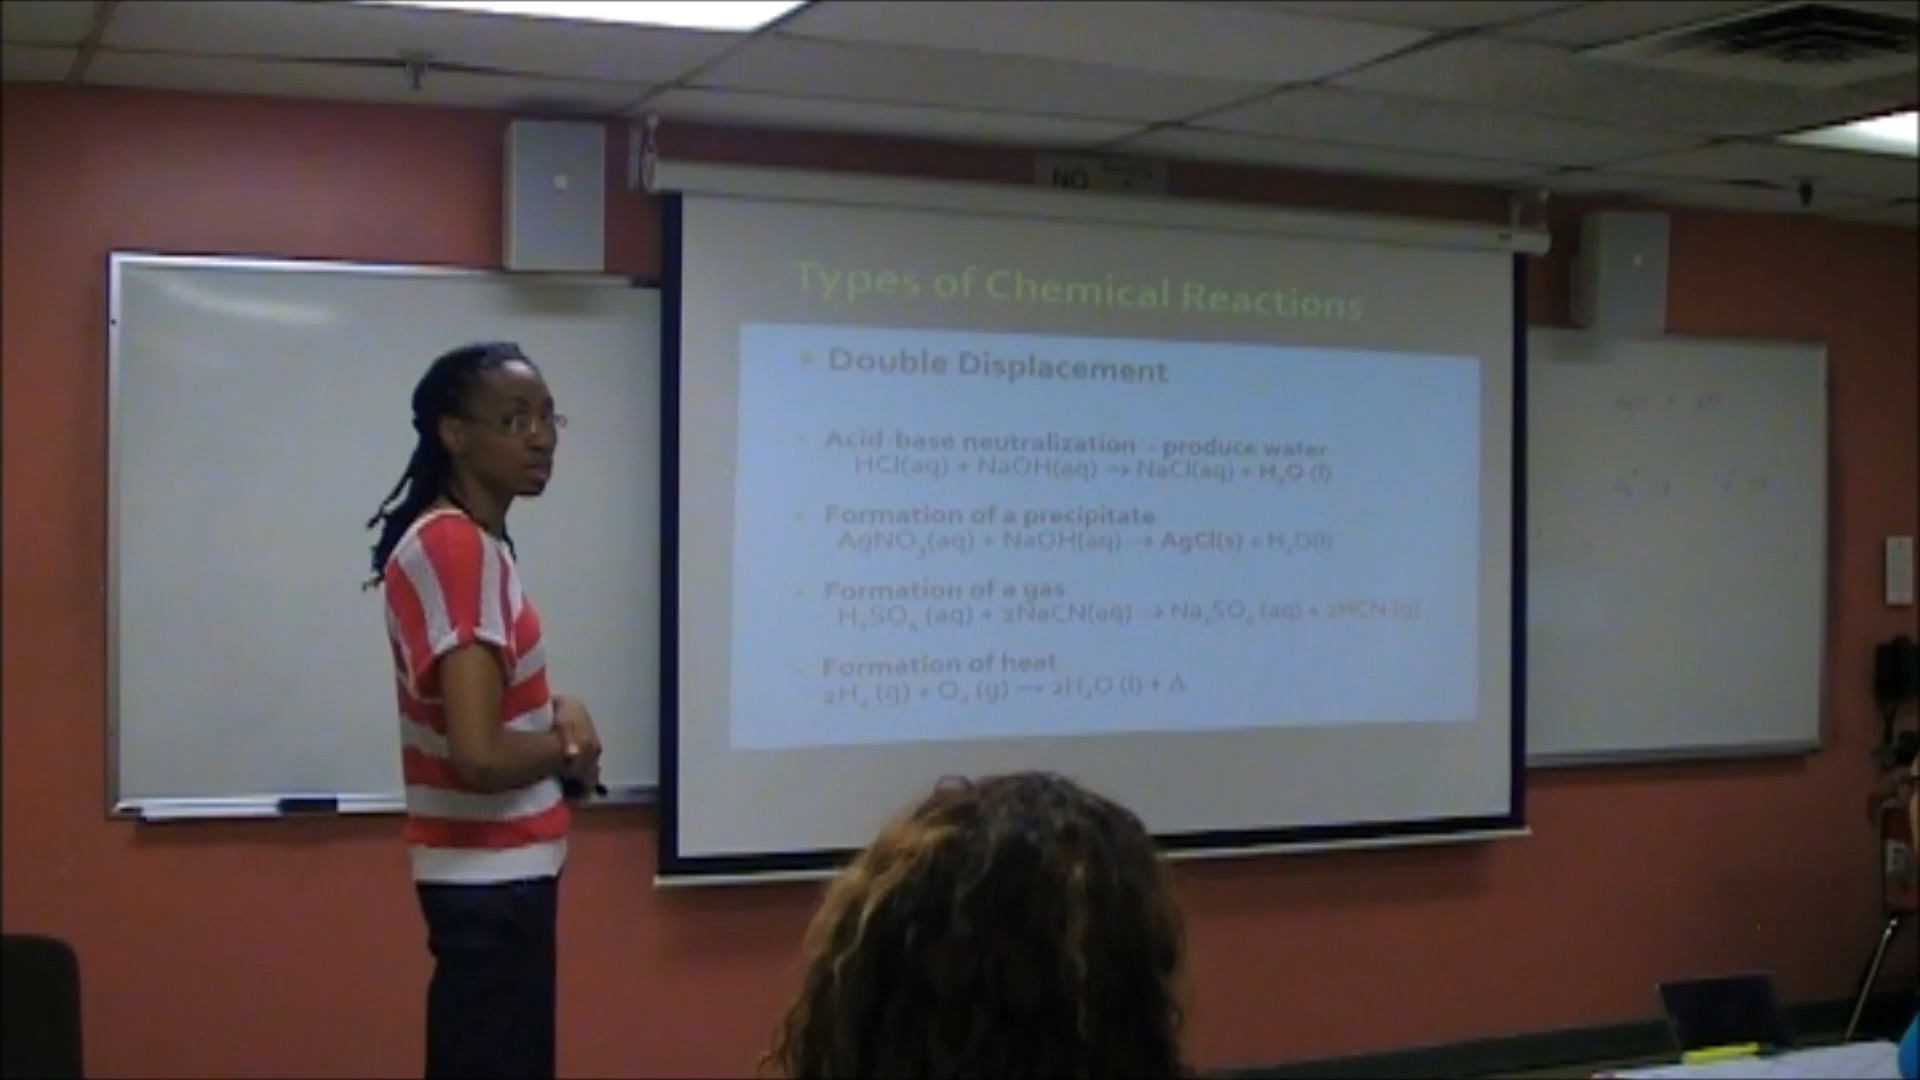 NO
Types of Chemical Reactions
• Double Displacement
- Acid-base neutralization - produce water
HCl(aq) + NaOH(aq) → NaCl(aq) + H₂O (l)
- Formation of a precipitate
AgNO₃(aq) + NaOH(aq) → AgCl(s) + H₂O(l)
- Formation of a gas
H₂SO₄ (aq) + 2NaCN(aq) → Na₂SO₄ (aq) + 2HCN (g)
- Formation of heat
2H₂ (g) + O₂ (g) → 2H₂O (l) + Δ